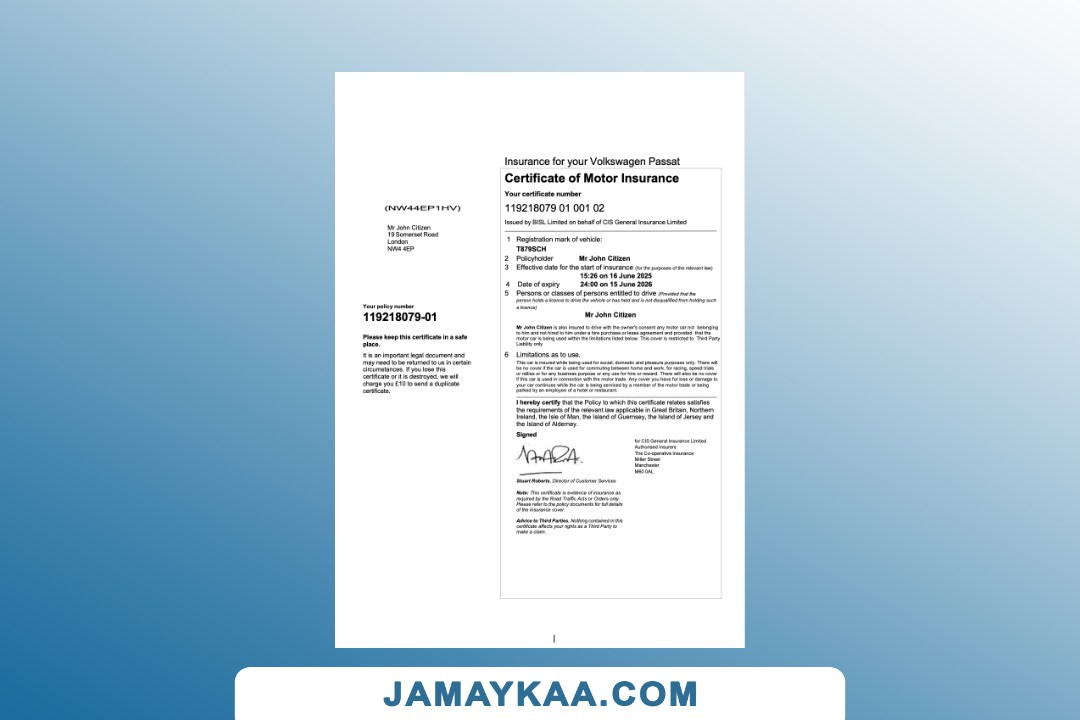 (NW44EP1HV)
Mr John Citizen
19 Somerset Road
London
NW4 4EP
Your policy number
119218079-01
Please keep this certificate in a safe
place.
It is an important legal document and
may need to be returned to us in certain
circumstances. If you lose this
certificate or it is destroyed, we will
charge you £10 to send a duplicate
certificate.
Insurance for your Volkswagen Passat
Certificate of Motor Insurance
Your certificate number
119218079 01 001 02
Issued by BISL Limited on behalf of CIS General Insurance Limited
1 Registration mark of vehicle:
T879SCH
2 Policyholder Mr John Citizen
3 Effective date for the start of insurance (for the purposes of the relevant law)
15:26 on 16 June 2025
4 Date of expiry 24:00 on 15 June 2026
5 Persons or classes of persons entitled to drive (Provided that the
person holds a licence to drive the vehicle or has held and is not disqualified from holding such
a licence)
Mr John Citizen
Mr John Citizen is also insured to drive with the owner's consent any motor car not belonging
to him and not hired to him under a hire purchase or lease agreement and provided that the
motor car is being used within the limitations listed below. This cover is restricted to Third Party
Liability only
6 Limitations as to use.
This car is insured while being used for social, domestic and pleasure purposes only. There will
be no cover if the car is used for commuting between home and work, for racing, speed trials
or rallies or for any business purpose or any use for hire or reward. There will also be no cover
if this car is used in connection with the motor trade. Any cover you have for loss or damage to
your car continues while the car is being serviced by a member of the motor trade or being
parked by an employee of a hotel or restaurant.
I hereby certify that the Policy to which this certificate relates satisfies
the requirements of the relevant law applicable in Great Britain, Northern
Ireland, the Isle of Man, the Island of Guernsey, the Island of Jersey and
the Island of Alderney.
Signed
Stuart Roberts, Director of Customer Services
for CIS General Insurance Limited
Authorised Insurers
The Co-operative Insurance
Miller Street
Manchester
M60 0AL
Note: This certificate is evidence of insurance as
required by the Road Traffic Acts or Orders only.
Please refer to the policy documents for full details
of the insurance cover.
Advice to Third Parties. Nothing contained in this
certificate affects your rights as a Third Party to
make a claim.
JAMAYKAA.COM